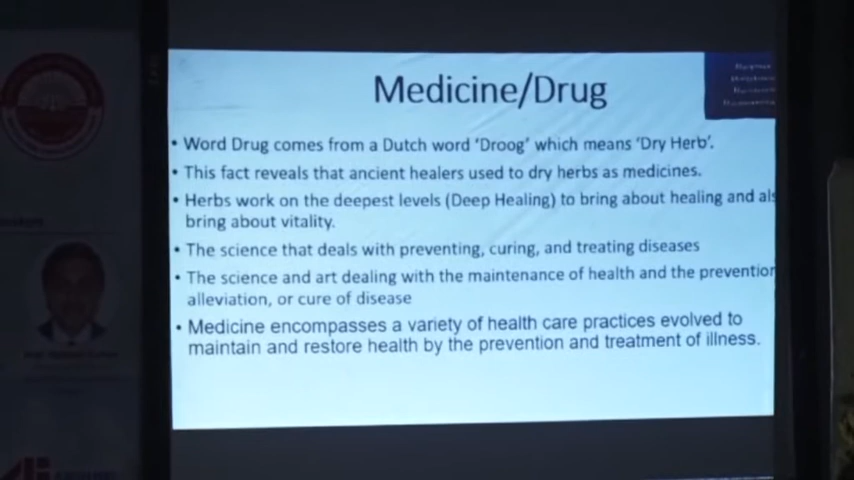 Medicine/Drug
• Word Drug comes from a Dutch word 'Droog' which means 'Dry Herb'.
• This fact reveals that ancient healers used to dry herbs as medicines.
• Herbs work on the deepest levels (Deep Healing) to bring about healing and als
bring about vitality.
• The science that deals with preventing, curing, and treating diseases
• The science and art dealing with the maintenance of health and the prevention
alleviation, or cure of disease
• Medicine encompasses a variety of health care practices evolved to
maintain and restore health by the prevention and treatment of illness.